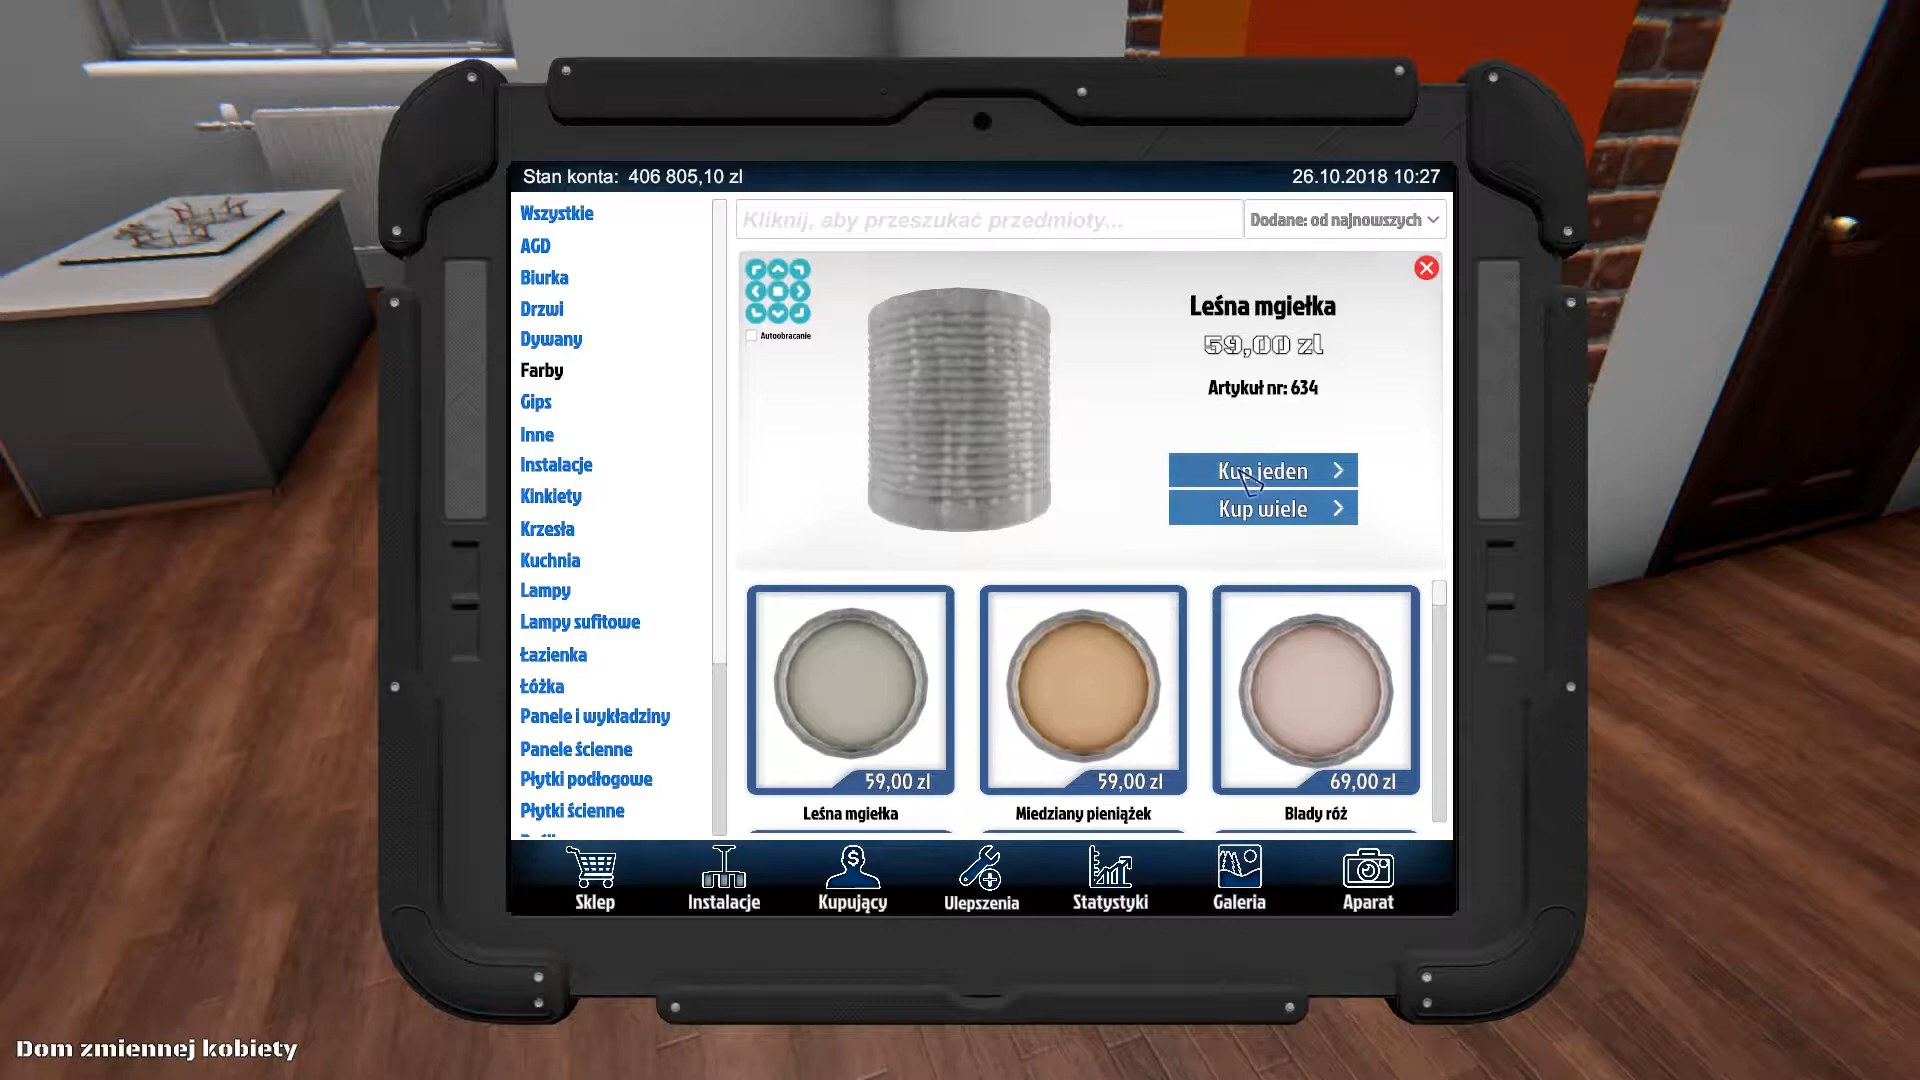 Stan konta: 406 805,10 zl
26.10.2018 10:27
Wszystkie
AGD
Biurka
Drzwi
Dywany
Farby
Gips
Inne
Instalacje
Kinkiety
Krzesła
Kuchnia
Lampy
Lampy sufitowe
Łazienka
Łóżka
Panele i wykładziny
Panele ścienne
Płytki podłogowe
Płytki ścienne
Kliknij, aby przeszukać przedmioty...
Dodane: od najnowszych
Autoobracanie
Leśna mgiełka
59,00 zl
Artykuł nr: 634
Kup jeden
Kup wiele
59,00 zl
59,00 zl
69,00 zl
Leśna mgiełka
Miedziany pieniążek
Blady róż
Sklep
Instalacje
Kupujący
Ulepszenia
Statystyki
Galeria
Aparat
Dom zmiennej kobiety